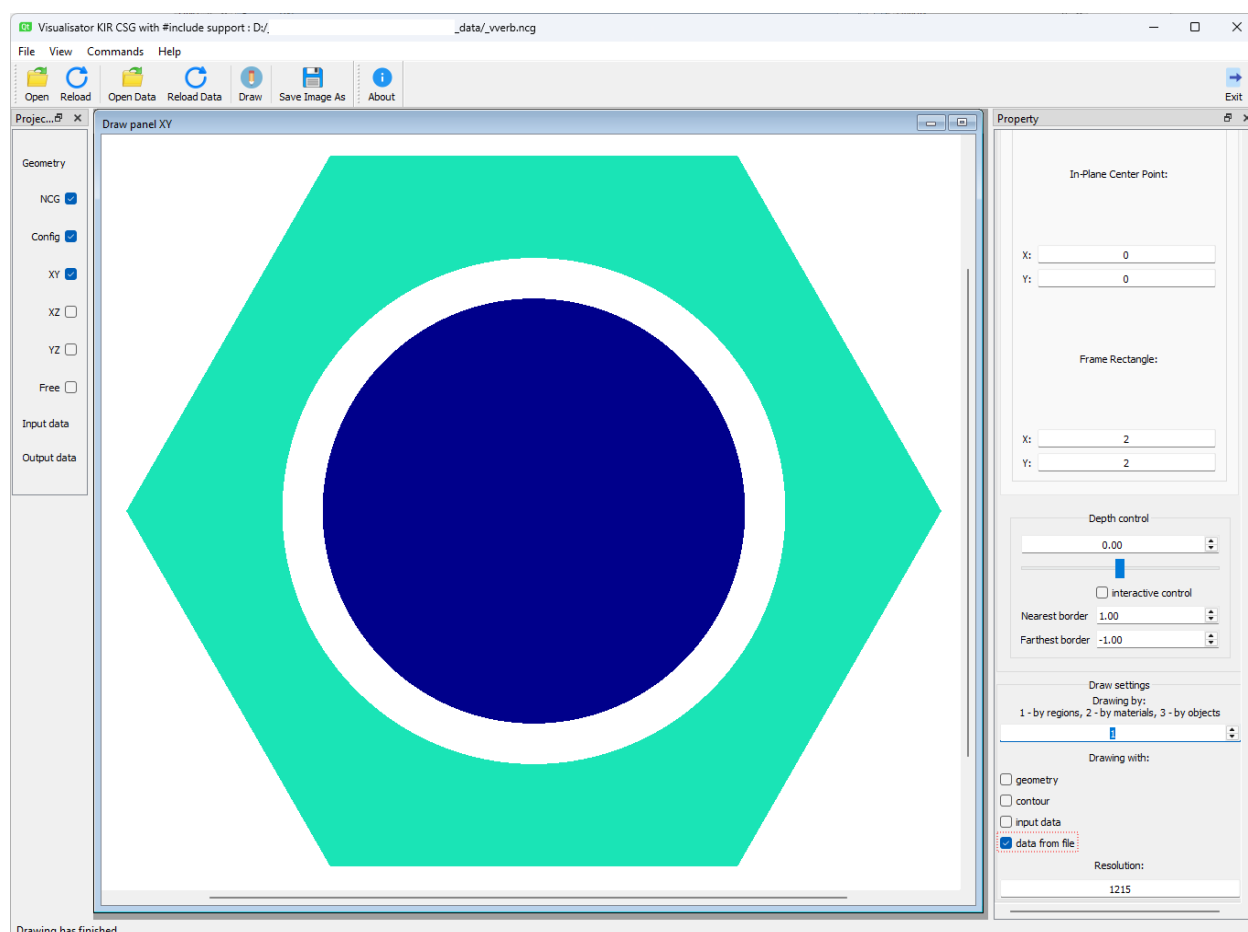 Visualisator KIR CSG with #include support : D:/ _data/_vverb.ncg
File View Commands Help
Open Reload Open Data Reload Data Draw Save Image As About Exit
Projec...
Draw panel XY
Property
Geometry
NCG
Config
XY
XZ
YZ
Free
Input data
Output data
In-Plane Center Point:
X: 0
Y: 0
Frame Rectangle:
X: 2
Y: 2
Depth control
0.00
interactive control
Nearest border 1.00
Farthest border -1.00
Draw settings
Drawing by:
1 - by regions, 2 - by materials, 3 - by objects
1
Drawing with:
geometry
contour
input data
data from file
Resolution:
1215
Drawing has finished